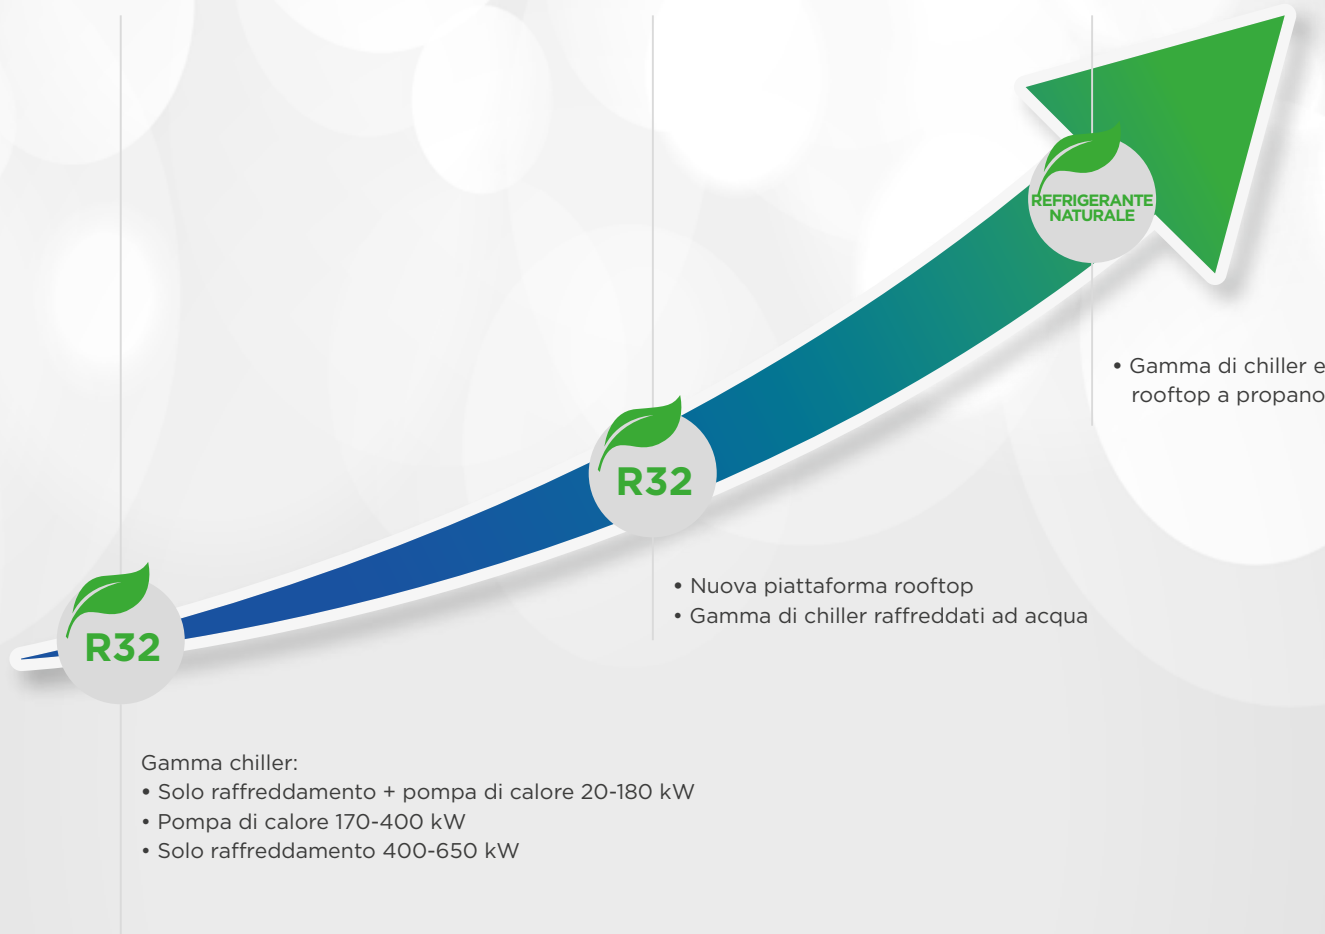 REFRIGERANTE
NATURALE
• Gamma di chiller e
rooftop a propano
R32
• Nuova piattaforma rooftop
• Gamma di chiller raffreddati ad acqua
R32
Gamma chiller:
• Solo raffreddamento + pompa di calore 20-180 kW
• Pompa di calore 170-400 kW
• Solo raffreddamento 400-650 kW